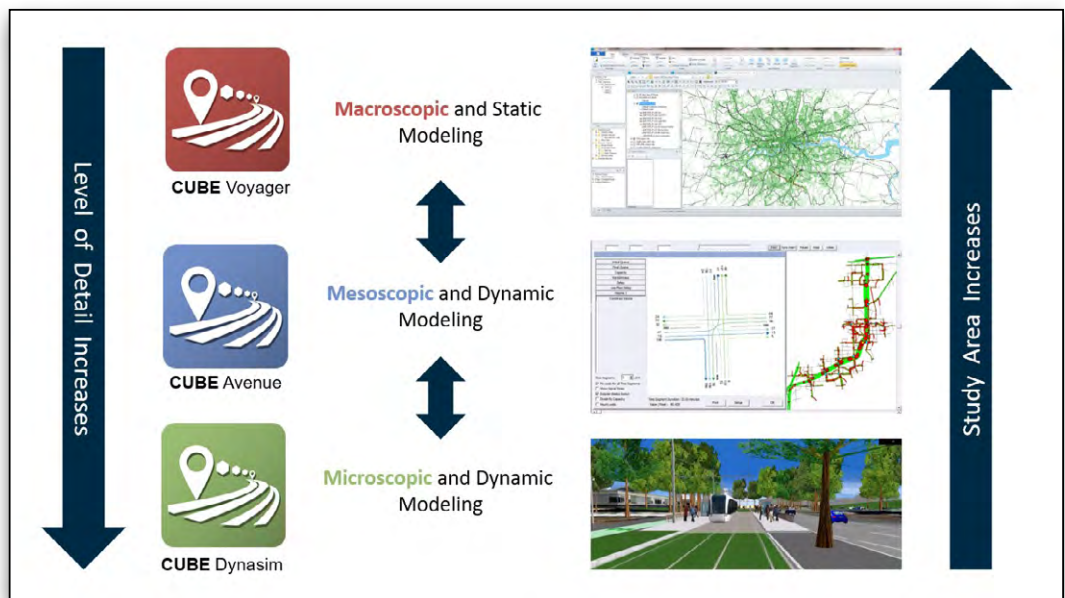 Level of Detail Increases
CUBE Voyager
Macroscopic and Static
Modeling
CUBE Avenue
Mesoscopic and Dynamic
Modeling
CUBE Dynasim
Microscopic and Dynamic
Modeling
Study Area Increases